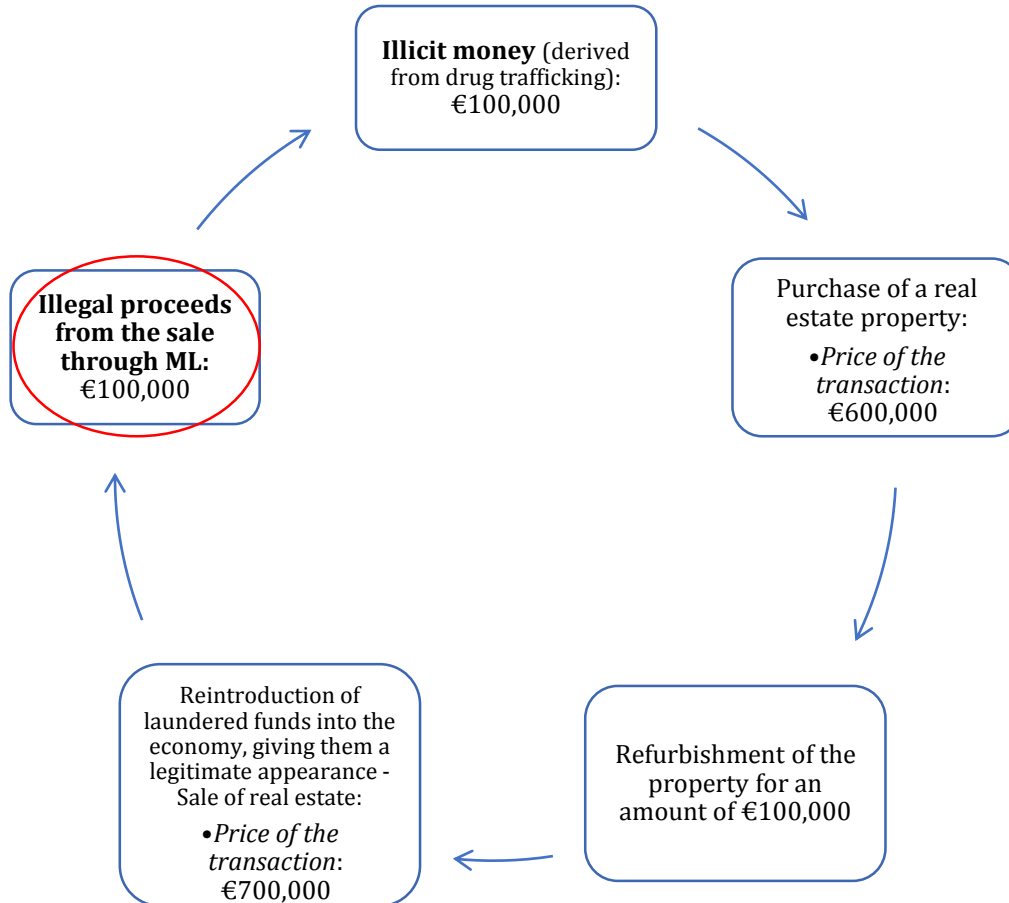 Illicit money (derived
from drug trafficking):
€100,000
Purchase of a real
estate property:
•Price of the
transaction:
€600,000
Refurbishment of the
property for an
amount of €100,000
Reintroduction of
laundered funds into the
economy, giving them a
legitimate appearance -
Sale of real estate:
•Price of the
transaction:
€700,000
Illegal proceeds
from the sale
through ML:
€100,000